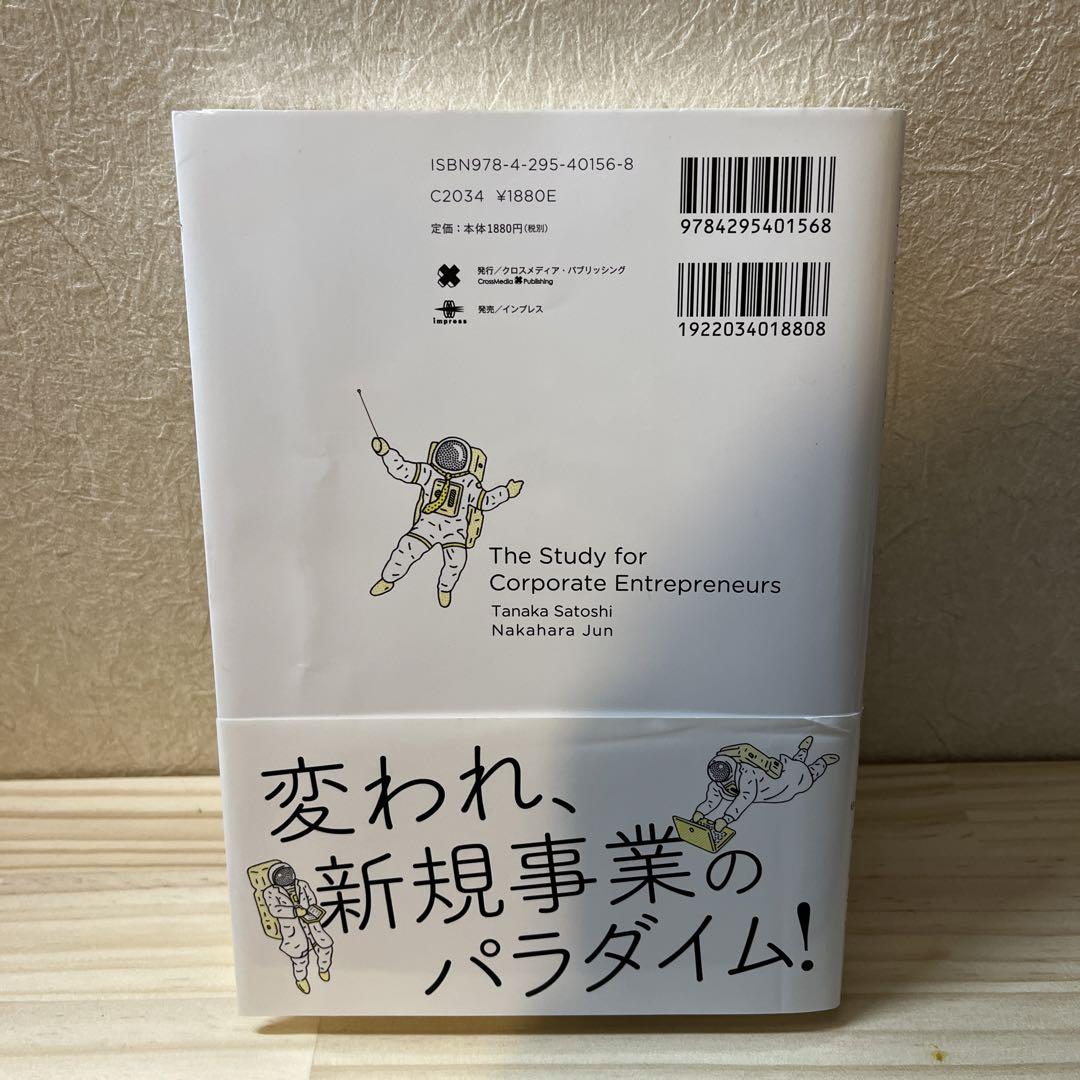 ISBN978-4-295-40156-8
C2034 ¥1880E
定価：本体1880円（税別）
9784295401568
発行／クロスメディア・パブリッシング
CrossMedia Publishing
impress
発売／インプレス
1922034018808
The Study for
Corporate Entrepreneurs
Tanaka Satoshi
Nakahara Jun
変われ、
新規事業の
パラダイム！